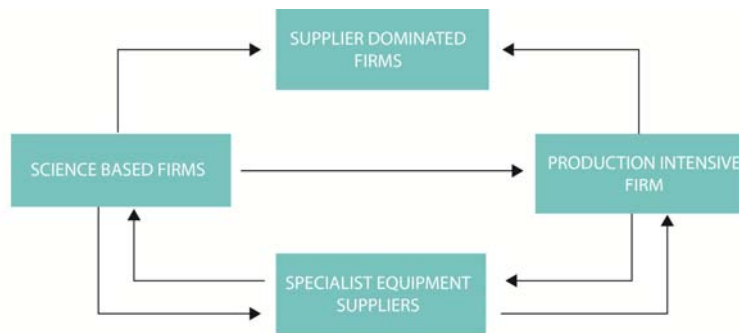 SUPPLIER DOMINATED
FIRMS
SCIENCE BASED FIRMS
PRODUCTION INTENSIVE
FIRM
SPECIALIST EQUIPMENT
SUPPLIERS